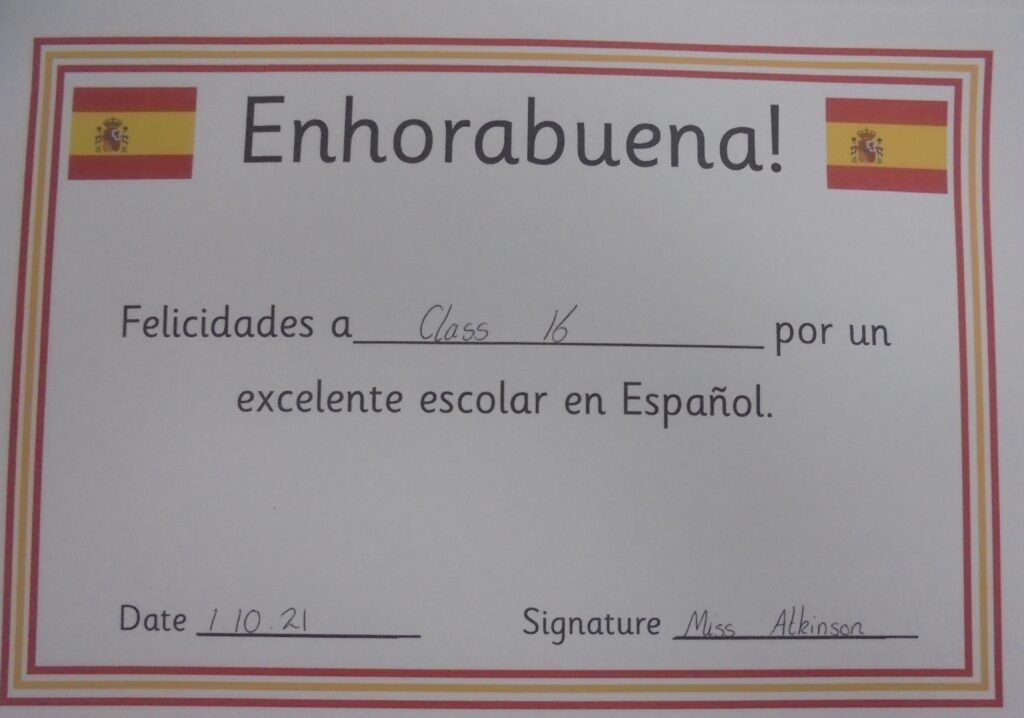 Enhorabuena!
Felicidades a Class 16 por un
excelente escolar en Español.
Date 1.10.21 Signature Miss Atkinson